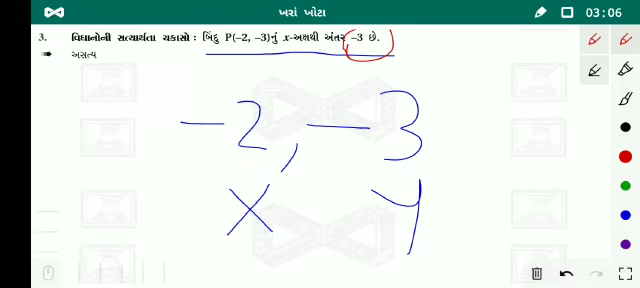 ખરાં ખોટા
03:06
3. વિધાનોની સત્યાર્થતા ચકાસો : બિંદુ P(−2, −3)નું x-અક્ષથી અંતર −3 છે.
➠ અસત્ય
−2, −3
X Y